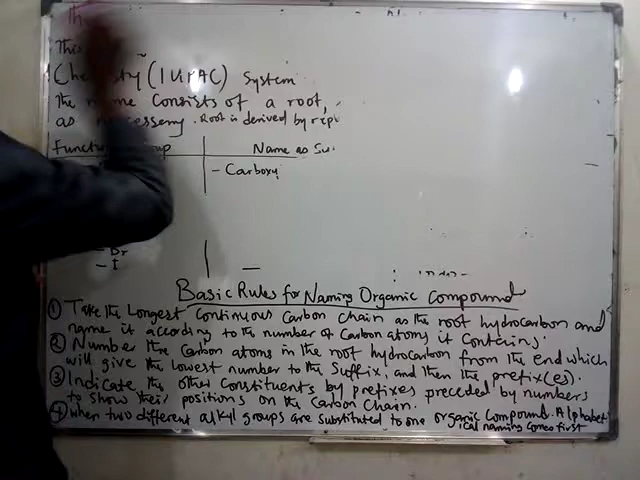 Th
This
Chemistry (IUPAC) System
The name Consists of a root,
as necessary. Root is derived by repl
Functional Group Name as Su
- Carboxy
- Br
- I
Basic Rules for Naming Organic Compound
① Take the Longest Continuous Carbon chain as the root hydrocarbon and
name it according to the number of Carbon atoms it Contains.
② Number the Carbon atoms in the root hydrocarbon from the end which
will give the lowest number to the Suffix, and then the prefix(es).
③ Indicate the other Constituents by prefixes preceded by numbers
to show their positions on the Carbon Chain.
④ When two different alkyl groups are substituted to one organic Compound. Alphabet
ical naming Comes first